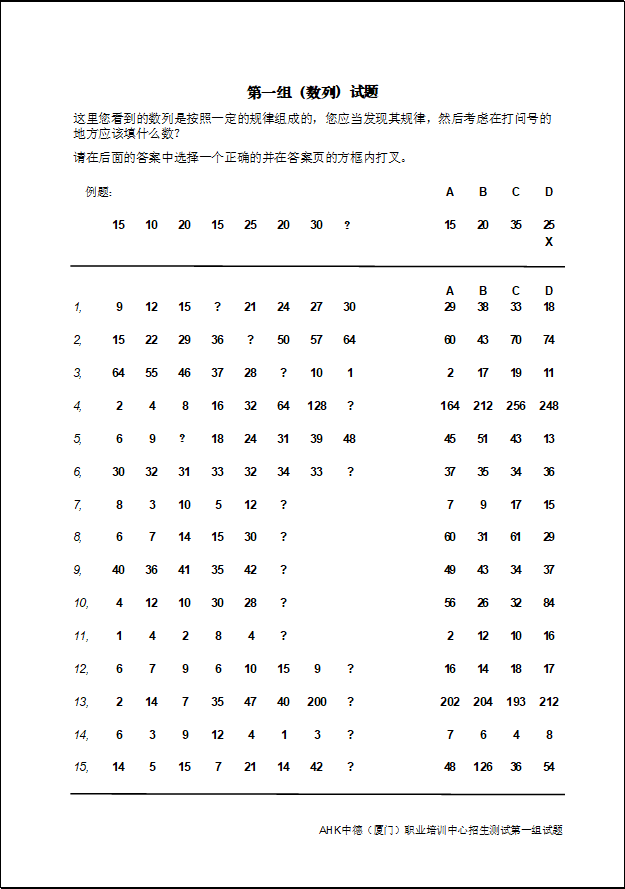 第一组（数列）试题
这里您看到的数列是按照一定的规律组成的，您应当发现其规律，然后考虑在打问号的
地方应该填什么数?
请在后面的答案中选择一个正确的并在答案页的方框内打叉。
例题: A B C D
15 10 20 15 25 20 30 ? 15 20 35 25
X
A B C D
1, 9 12 15 ? 21 24 27 30 29 38 33 18
2, 15 22 29 36 ? 50 57 64 60 43 70 74
3, 64 55 46 37 28 ? 10 1 2 17 19 11
4, 2 4 8 16 32 64 128 ? 164 212 256 248
5, 6 9 ? 18 24 31 39 48 45 51 43 13
6, 30 32 31 33 32 34 33 ? 37 35 34 36
7, 8 3 10 5 12 ? 7 9 17 15
8, 6 7 14 15 30 ? 60 31 61 29
9, 40 36 41 35 42 ? 49 43 34 37
10, 4 12 10 30 28 ? 56 26 32 84
11, 1 4 2 8 4 ? 2 12 10 16
12, 6 7 9 6 10 15 9 ? 16 14 18 17
13, 2 14 7 35 47 40 200 ? 202 204 193 212
14, 6 3 9 12 4 1 3 ? 7 6 4 8
15, 14 5 15 7 21 14 42 ? 48 126 36 54
AHK中德（厦门）职业培训中心招生测试第一组试题